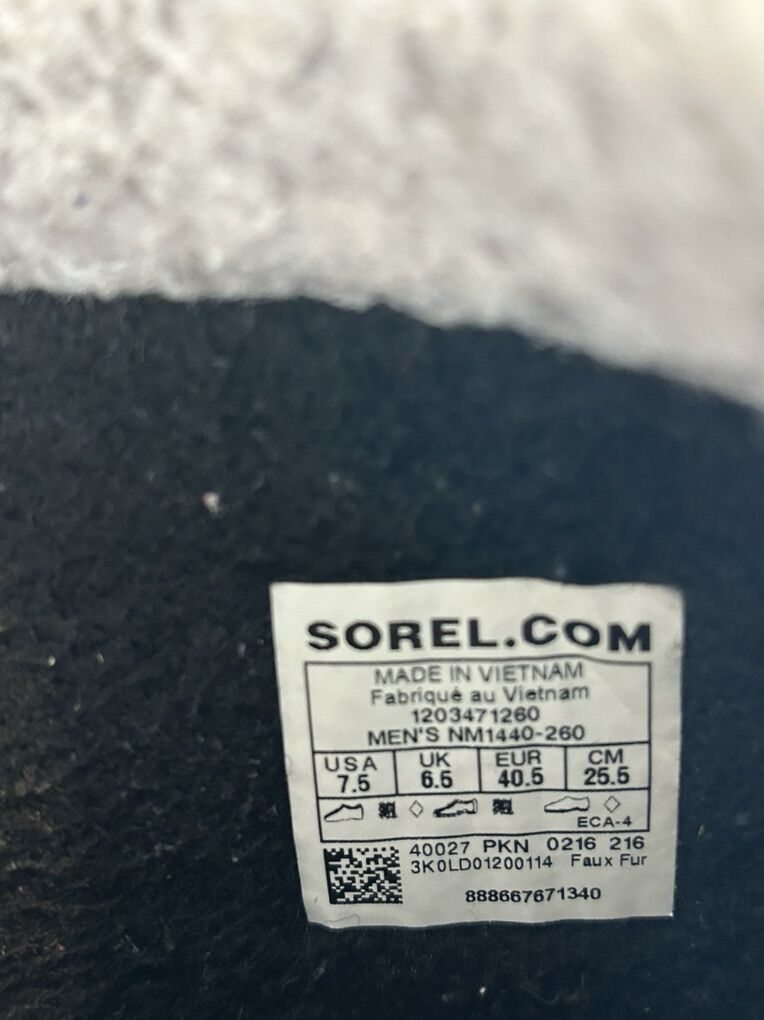 SOREL.COM
MADE IN VIETNAM
Fabriqué au Vietnam
1203471260
MEN'S NM1440-260
USA UK EUR CM
7.5 6.5 40.5 25.5
ECA-4
40027 PKN 0216 216
3K0LD01200114 Faux Fur
888667671340